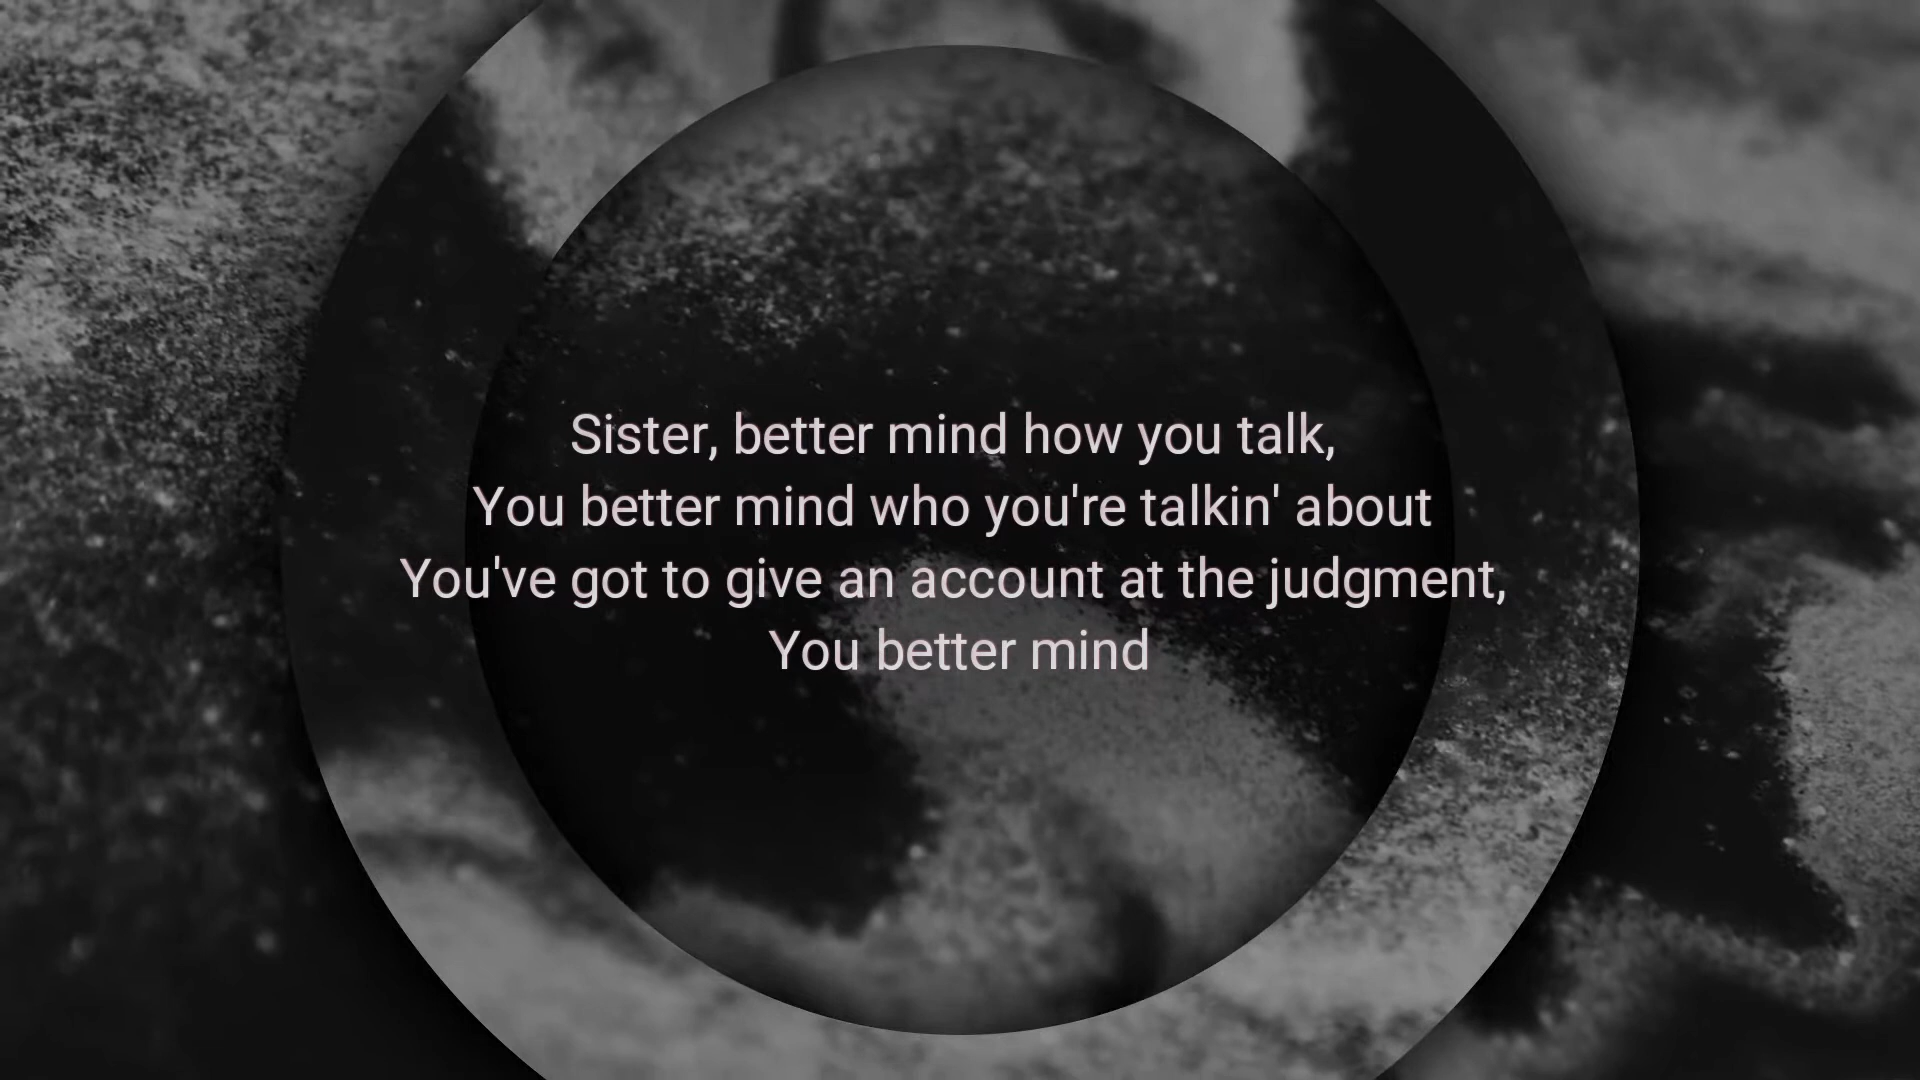 Sister, better mind how you talk,
You better mind who you're talkin' about
You've got to give an account at the judgment,
You better mind